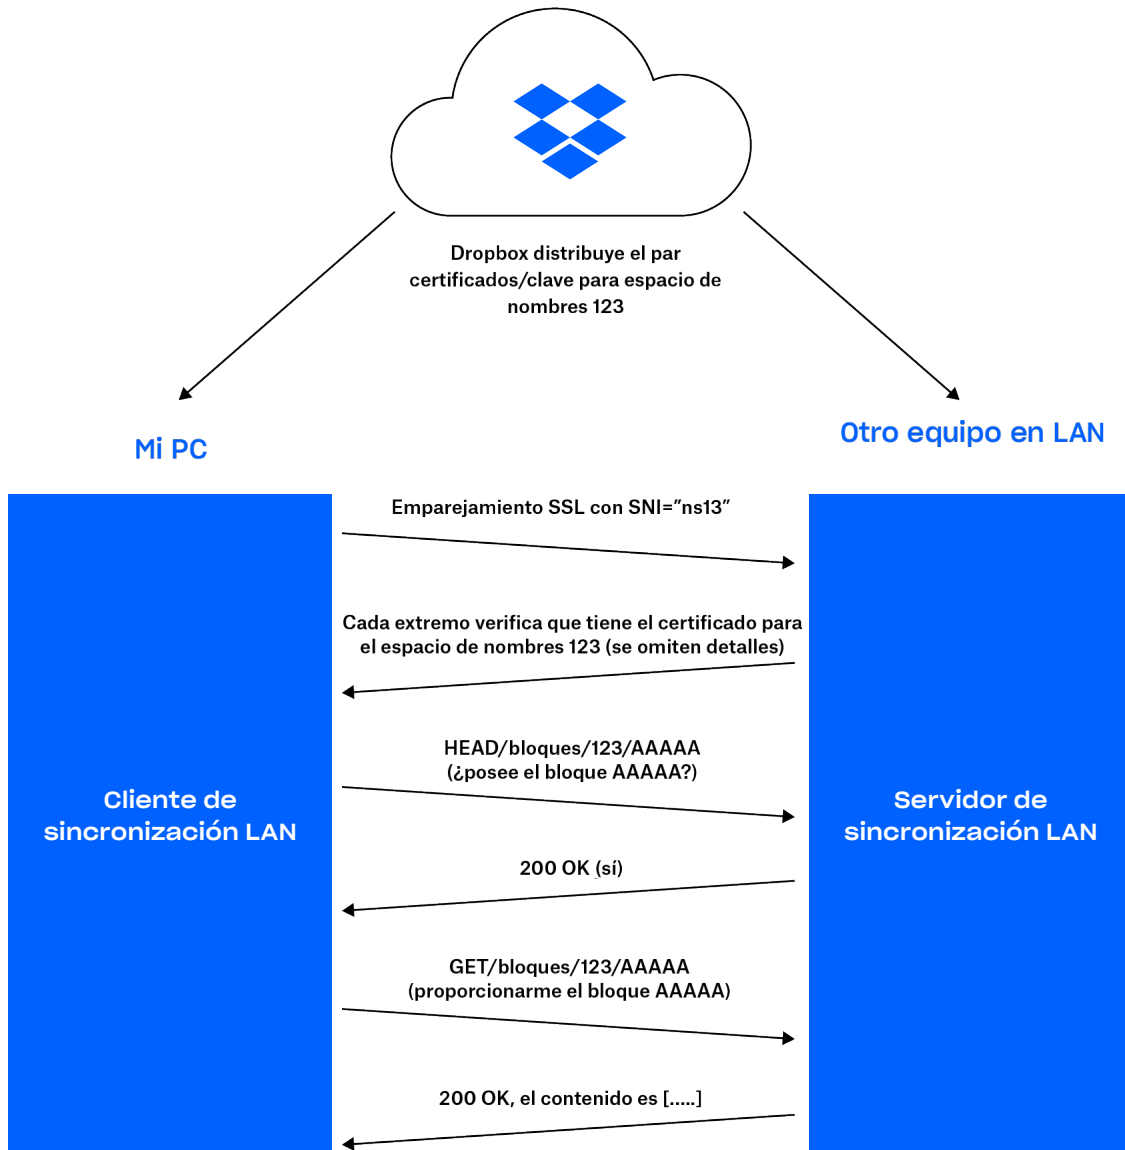 Dropbox distribuye el par
certificados/clave para espacio de
nombres 123
Mi PC
Otro equipo en LAN
Emparejamiento SSL con SNI=”ns13”
Cada extremo verifica que tiene el certificado para
el espacio de nombres 123 (se omiten detalles)
HEAD/bloques/123/AAAAA
(¿posee el bloque AAAAA?)
Cliente de
sincronización LAN
Servidor de
sincronización LAN
200 OK (sí)
GET/bloques/123/AAAAA
(proporcionarme el bloque AAAAA)
200 OK, el contenido es [.....]